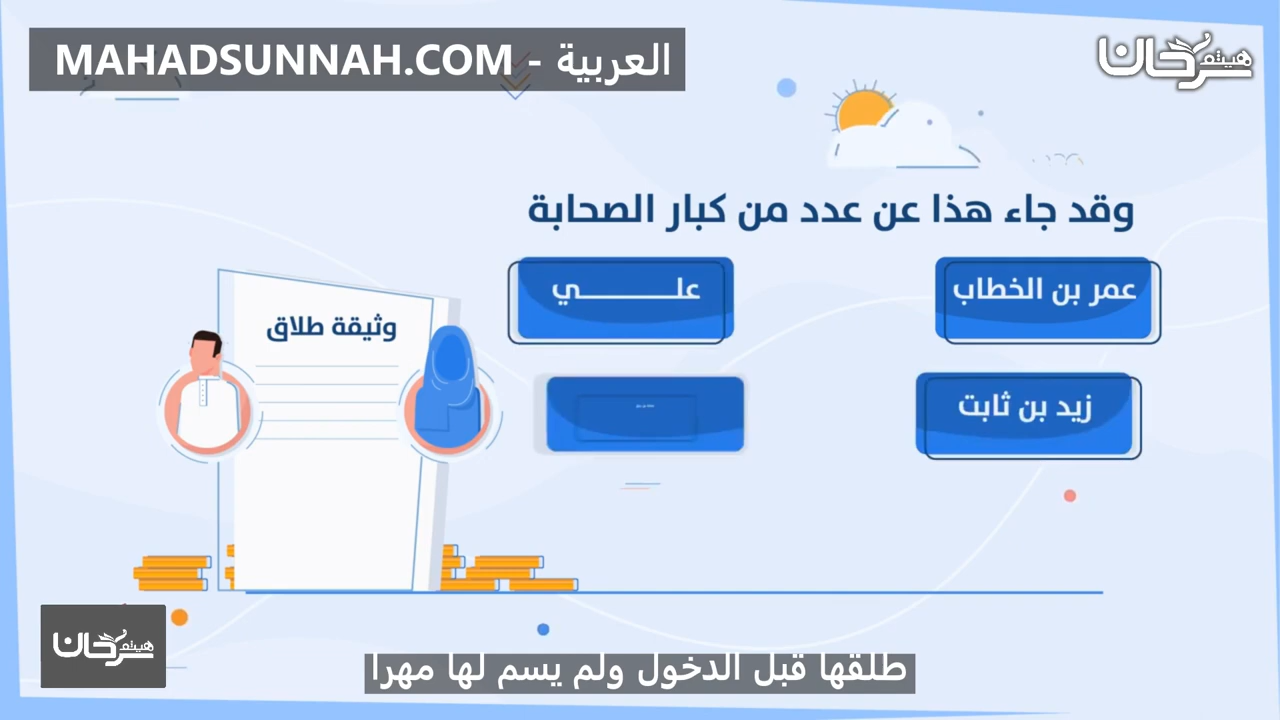 MAHADSUNNAH.COM - العربية
هيثم سرحان
وقد جاء هذا عن عدد من كبار الصحابة
عمر بن الخطاب
علي
زيد بن ثابت
وثيقة طلاق
هيثم سرحان
طلقها قبل الدخول ولم يسم لها مهرا